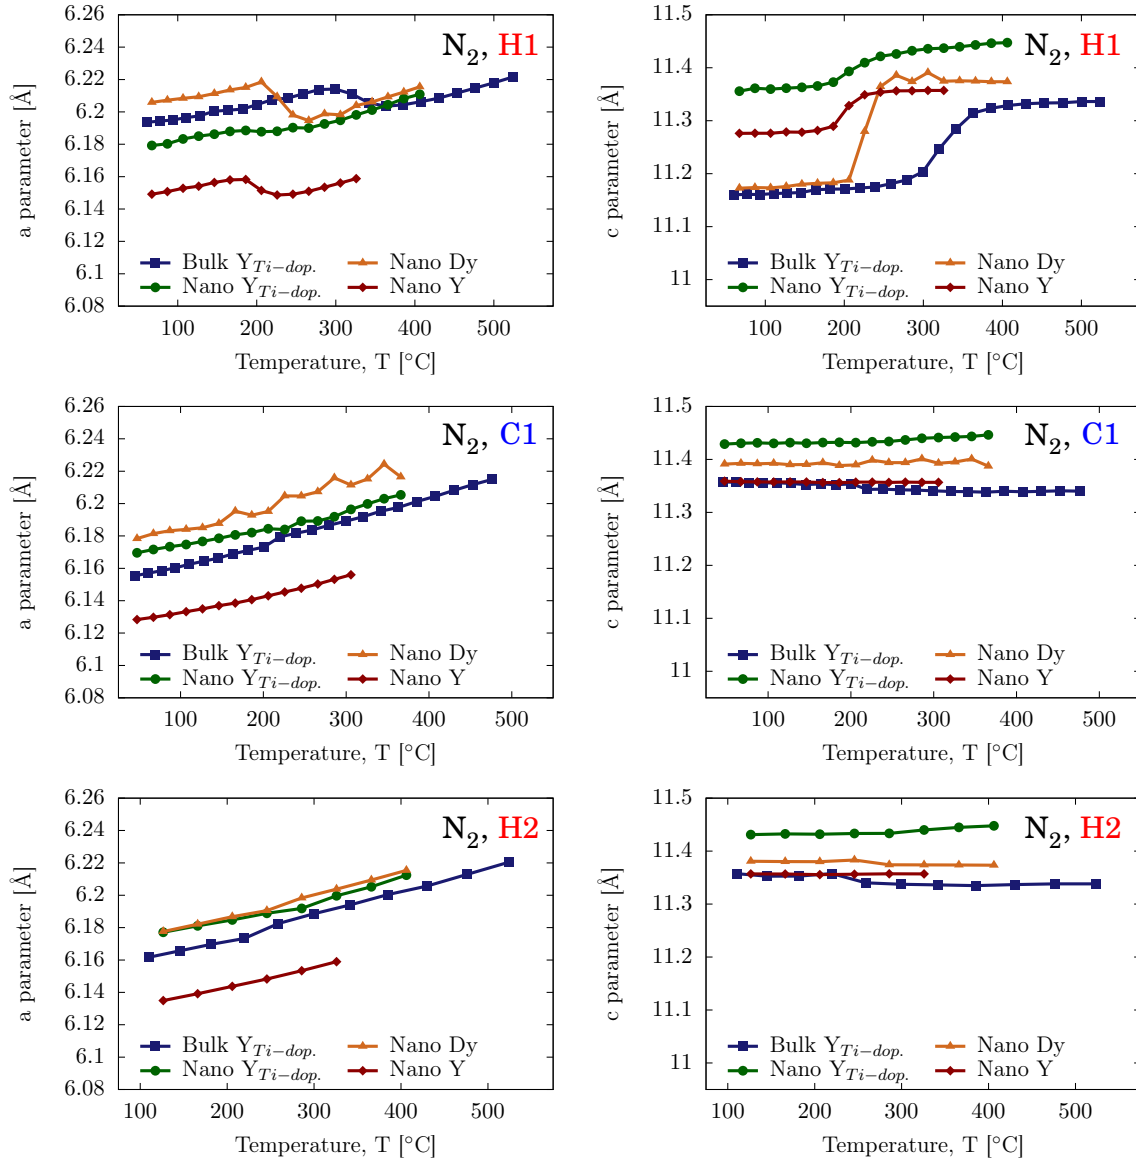 6.26
6.24
6.22
6.2
6.18
6.16
6.14
6.12
6.1
6.08
a parameter [Å]
N2, H1
Bulk YTi−dop.
Nano YTi−dop.
Nano Dy
Nano Y
100 200 300 400 500
Temperature, T [°C]
11.5
11.4
11.3
11.2
11.1
11
c parameter [Å]
N2, H1
Bulk YTi−dop.
Nano YTi−dop.
Nano Dy
Nano Y
100 200 300 400 500
Temperature, T [°C]
6.26
6.24
6.22
6.2
6.18
6.16
6.14
6.12
6.1
6.08
a parameter [Å]
N2, C1
Bulk YTi−dop.
Nano YTi−dop.
Nano Dy
Nano Y
100 200 300 400 500
Temperature, T [°C]
11.5
11.4
11.3
11.2
11.1
11
c parameter [Å]
N2, C1
Bulk YTi−dop.
Nano YTi−dop.
Nano Dy
Nano Y
100 200 300 400 500
Temperature, T [°C]
6.26
6.24
6.22
6.2
6.18
6.16
6.14
6.12
6.1
6.08
a parameter [Å]
N2, H2
Bulk YTi−dop.
Nano YTi−dop.
Nano Dy
Nano Y
100 200 300 400 500
Temperature, T [°C]
11.5
11.4
11.3
11.2
11.1
11
c parameter [Å]
N2, H2
Bulk YTi−dop.
Nano YTi−dop.
Nano Dy
Nano Y
100 200 300 400 500
Temperature, T [°C]